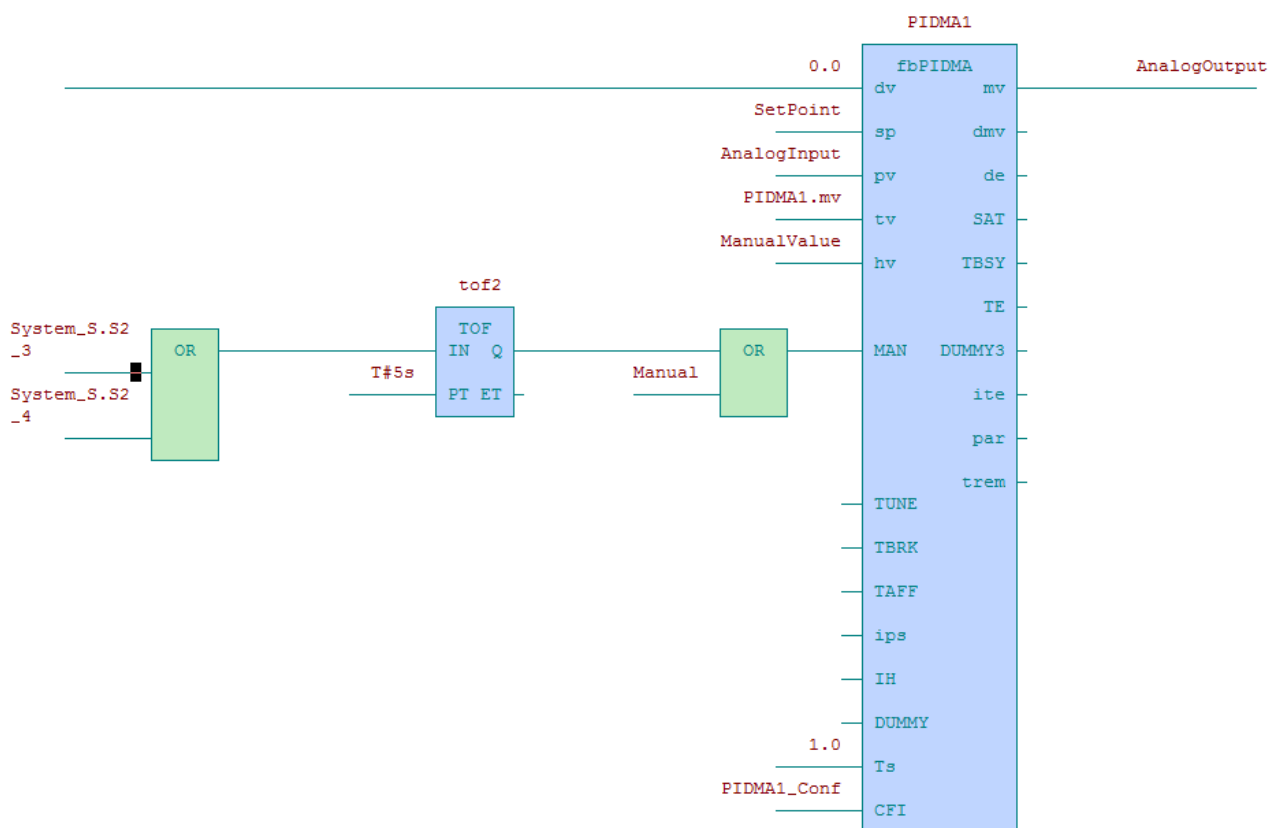 PIDMA1
0.0
fbPIDMA
AnalogOutput
dv
mv
SetPoint
sp
dmv
AnalogInput
pv
de
PIDMA1.mv
tv
SAT
ManualValue
hv
TBSY
tof2
TE
System_S.S2
_3
OR
TOF
IN
Q
OR
MAN
DUMMY3
T#5s
PT
ET
Manual
ite
System_S.S2
_4
par
trem
TUNE
TBRK
TAFF
ips
IH
DUMMY
1.0
Ts
PIDMA1_Conf
CFI